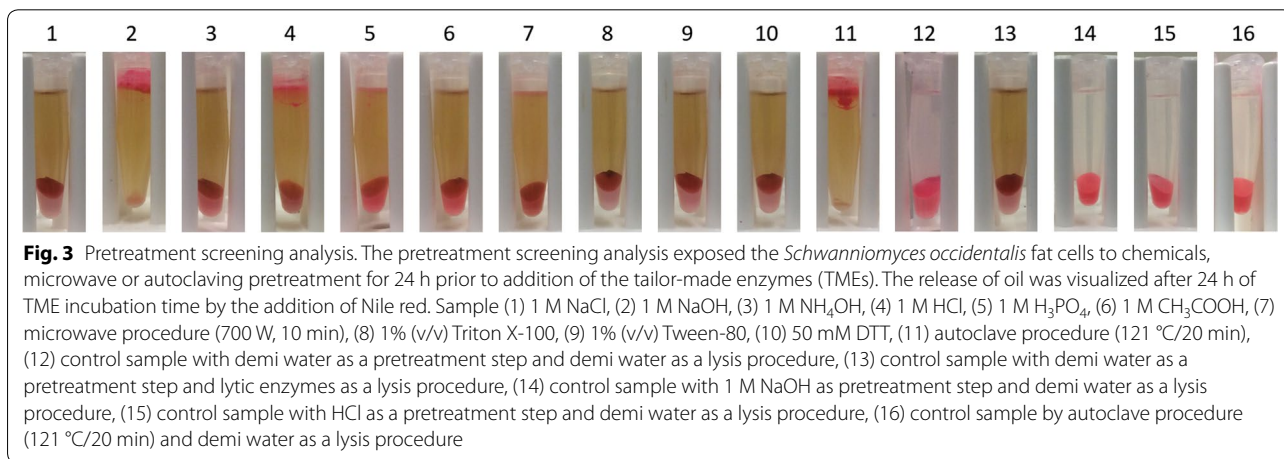 1 2 3 4 5 6 7 8 9 10 11 12 13 14 15 16
Fig. 3 Pretreatment screening analysis. The pretreatment screening analysis exposed the Schwanniomyces occidentalis fat cells to chemicals,
microwave or autoclaving pretreatment for 24 h prior to addition of the tailor-made enzymes (TMEs). The release of oil was visualized after 24 h of
TME incubation time by the addition of Nile red. Sample (1) 1 M NaCl, (2) 1 M NaOH, (3) 1 M NH₄OH, (4) 1 M HCl, (5) 1 M H₃PO₄, (6) 1 M CH₃COOH, (7)
microwave procedure (700 W, 10 min), (8) 1% (v/v) Triton X-100, (9) 1% (v/v) Tween-80, (10) 50 mM DTT, (11) autoclave procedure (121 °C/20 min),
(12) control sample with demi water as a pretreatment step and demi water as a lysis procedure, (13) control sample with demi water as a
pretreatment step and lytic enzymes as a lysis procedure, (14) control sample with 1 M NaOH as pretreatment step and demi water as a lysis
procedure, (15) control sample with HCl as a pretreatment step and demi water as a lysis procedure, (16) control sample by autoclave procedure
(121 °C/20 min) and demi water as a lysis procedure